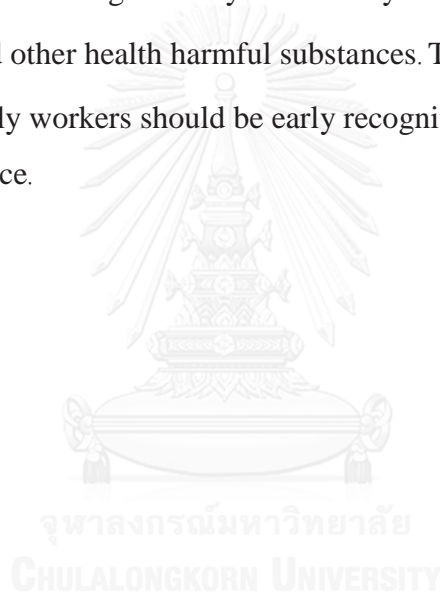 other health harmful substances. T
ly workers should be early recognit
ce.
จุฬาลงกรณ์มหาวิทยาลัย
CHULALONGKORN UNIVERSITY